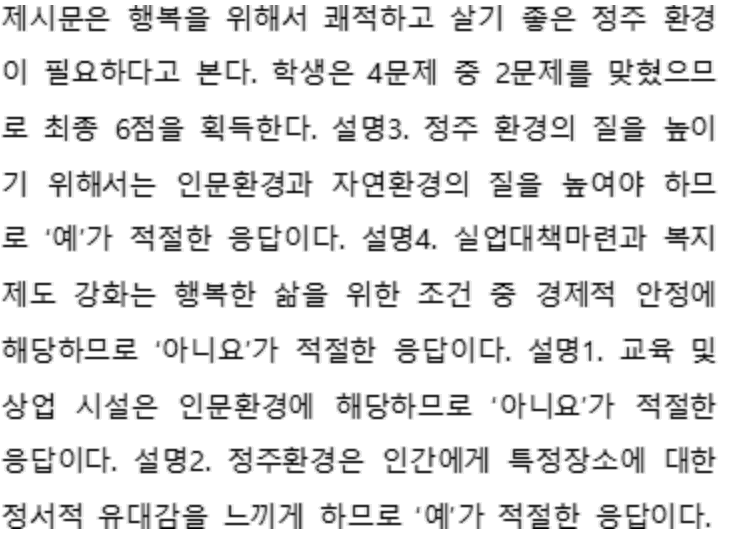 제시문은 행복을 위해서 쾌적하고 살기 좋은 정주 환경
이 필요하다고 본다. 학생은 4문제 중 2문제를 맞혔으므
로 최종 6점을 획득한다. 설명3. 정주 환경의 질을 높이
기 위해서는 인문환경과 자연환경의 질을 높여야 하므
로 ‘예’가 적절한 응답이다. 설명4. 실업대책마련과 복지
제도 강화는 행복한 삶을 위한 조건 중 경제적 안정에
해당하므로 ‘아니요’가 적절한 응답이다. 설명1. 교육 및
상업 시설은 인문환경에 해당하므로 ‘아니요’가 적절한
응답이다. 설명2. 정주환경은 인간에게 특정장소에 대한
정서적 유대감을 느끼게 하므로 ‘예’가 적절한 응답이다.